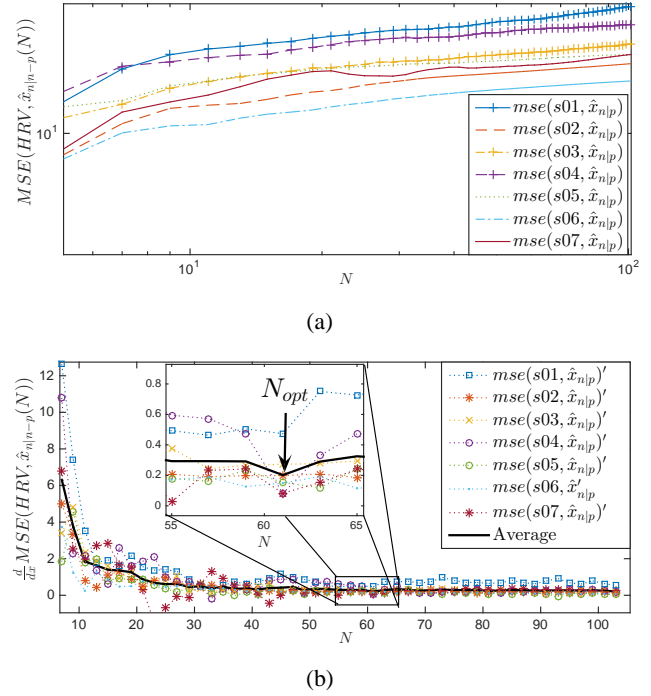 MSE(HRV, x̂ₙ|ₙ₋ₚ(N))
10¹
mse(s01, x̂ₙ|ₚ)
mse(s02, x̂ₙ|ₚ)
mse(s03, x̂ₙ|ₚ)
mse(s04, x̂ₙ|ₚ)
mse(s05, x̂ₙ|ₚ)
mse(s06, x̂ₙ|ₚ)
mse(s07, x̂ₙ|ₚ)
10¹ 10²
N
(a)
d/dx MSE(HRV, x̂ₙ|ₙ₋ₚ(N))
12
10
8
6
4
2
0
0.8
0.6
0.4
0.2
0
N_opt
55 60 65
N
mse(s01, x̂ₙ|ₚ)′
mse(s02, x̂ₙ|ₚ)′
mse(s03, x̂ₙ|ₚ)′
mse(s04, x̂ₙ|ₚ)′
mse(s05, x̂ₙ|ₚ)′
mse(s06, x̂′ₙ|ₚ)
mse(s07, x̂ₙ|ₚ)′
Average
10 20 30 40 50 60 70 80 90 100
N
(b)